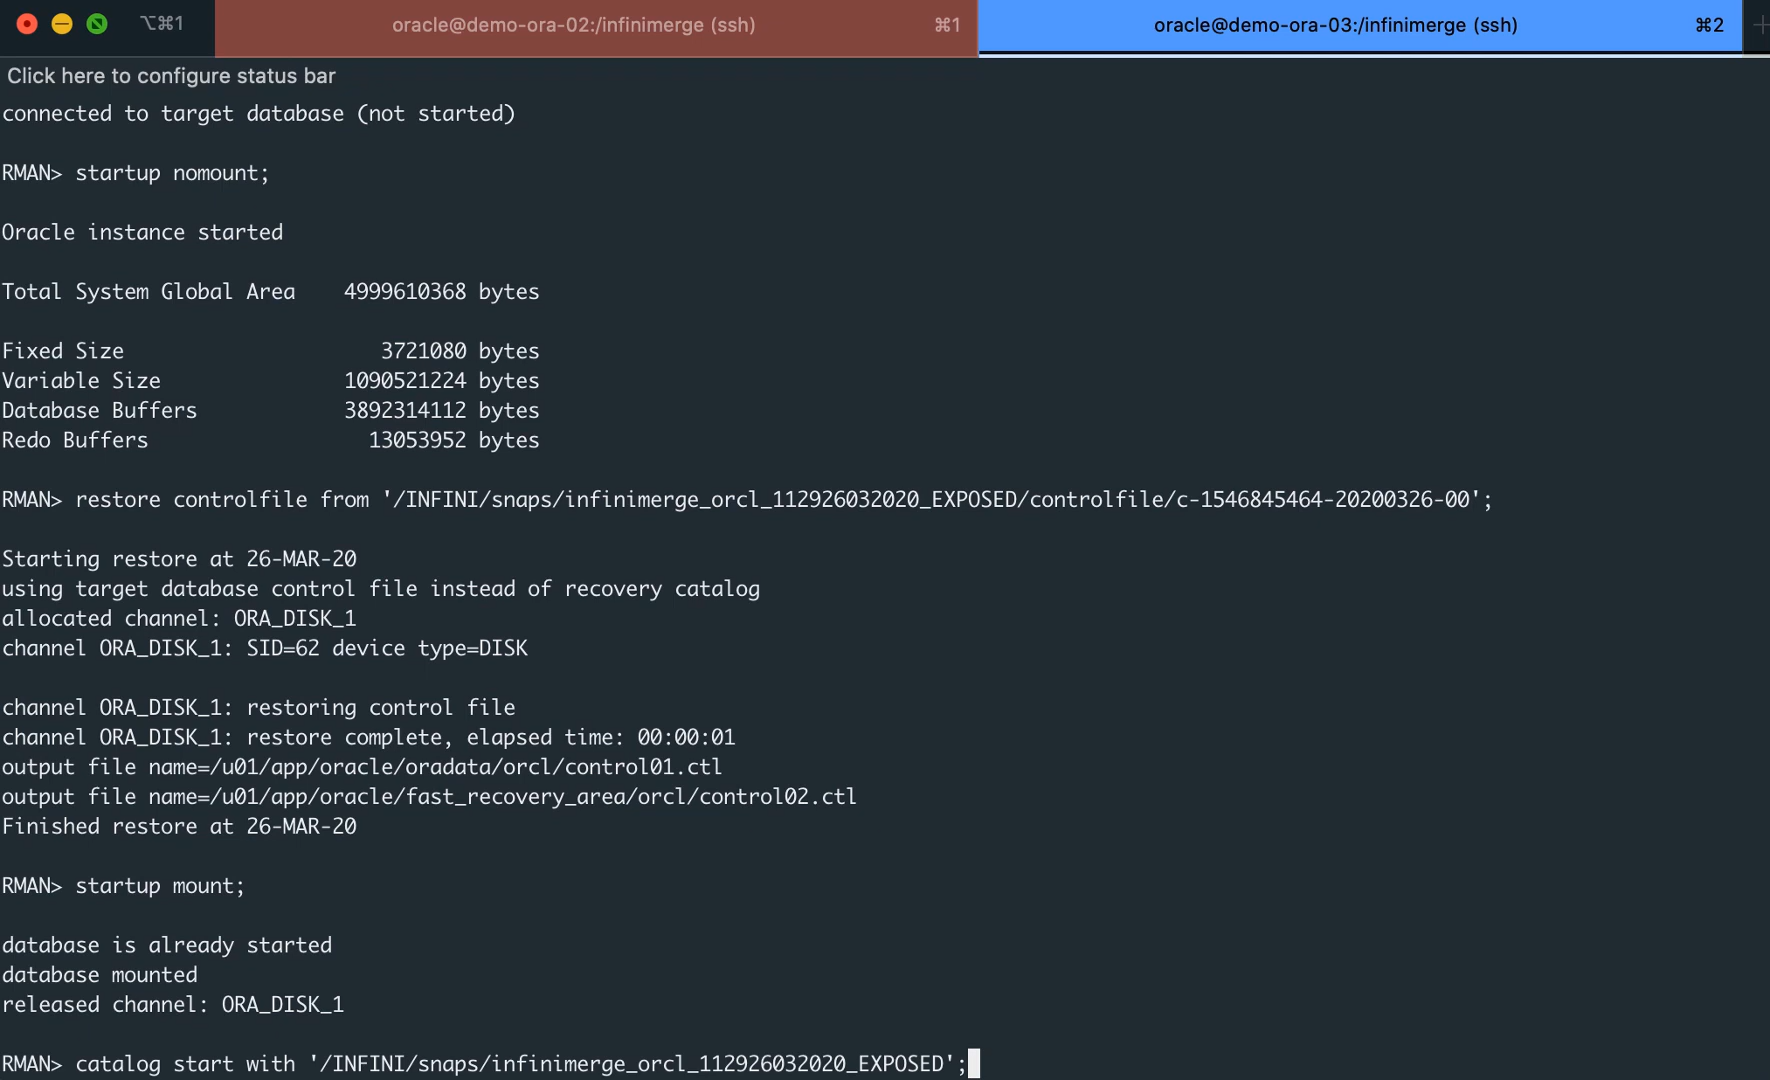 ⌥⌘1
oracle@demo-ora-02:/infinimerge (ssh) ⌘1
oracle@demo-ora-03:/infinimerge (ssh) ⌘2
Click here to configure status bar
connected to target database (not started)
RMAN> startup nomount;
Oracle instance started
Total System Global Area 4999610368 bytes
Fixed Size 3721080 bytes
Variable Size 1090521224 bytes
Database Buffers 3892314112 bytes
Redo Buffers 13053952 bytes
RMAN> restore controlfile from '/INFINI/snaps/infinimerge_orcl_112926032020_EXPOSED/controlfile/c-1546845464-20200326-00';
Starting restore at 26-MAR-20
using target database control file instead of recovery catalog
allocated channel: ORA_DISK_1
channel ORA_DISK_1: SID=62 device type=DISK
channel ORA_DISK_1: restoring control file
channel ORA_DISK_1: restore complete, elapsed time: 00:00:01
output file name=/u01/app/oracle/oradata/orcl/control01.ctl
output file name=/u01/app/oracle/fast_recovery_area/orcl/control02.ctl
Finished restore at 26-MAR-20
RMAN> startup mount;
database is already started
database mounted
released channel: ORA_DISK_1
RMAN> catalog start with '/INFINI/snaps/infinimerge_orcl_112926032020_EXPOSED';